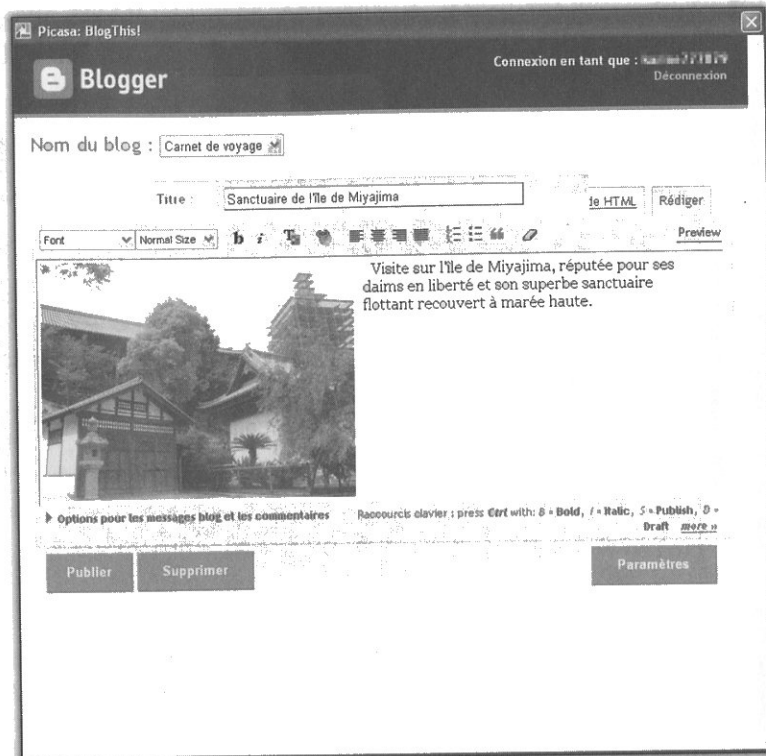 Picasa: BlogThis!
Blogger
Connexion en tant que :
Déconnexion
Nom du blog : Carnet de voyage
Titre : Sanctuaire de l'île de Miyajima
de HTML Rédiger
Font Normal Size b i T Preview
Visite sur l'île de Miyajima, réputée pour ses
daims en liberté et son superbe sanctuaire
flottant recouvert à marée haute.
Options pour les messages blog et les commentaires
Raccourcis clavier : press Ctrl with: B = Bold, I = Italic, S = Publish, D =
Draft more »
Publier Supprimer Paramètres